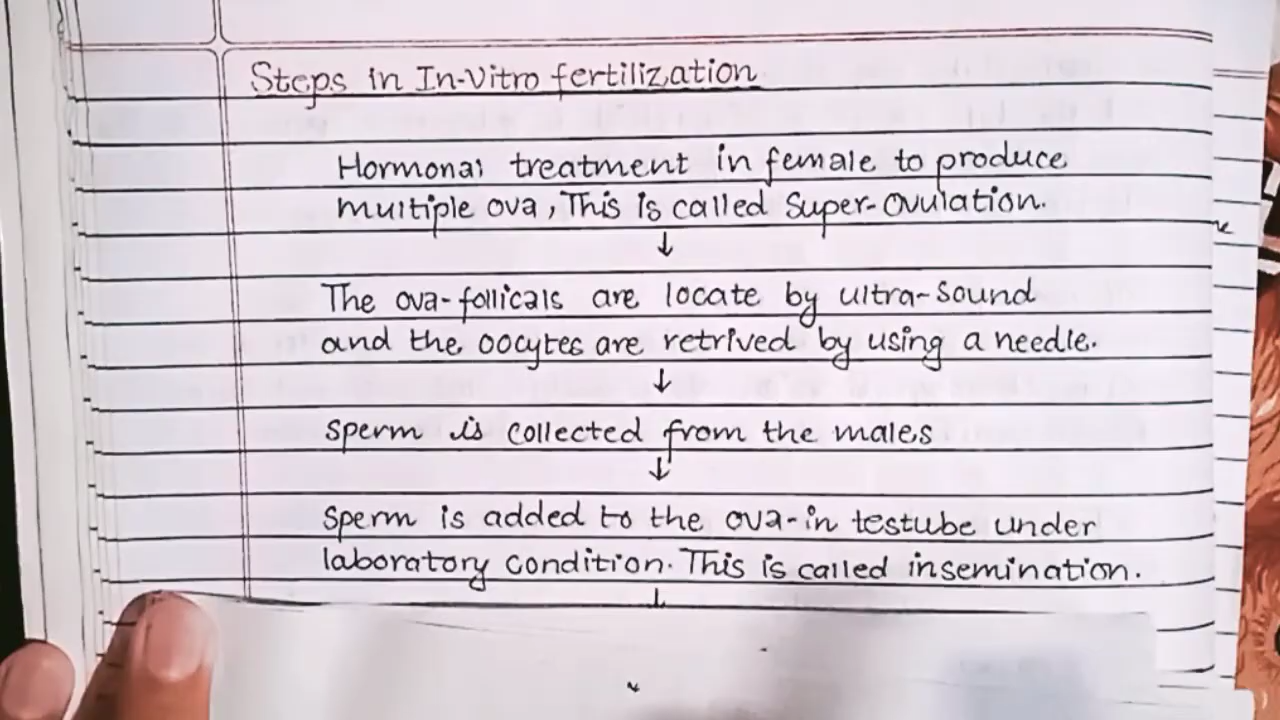 Steps in In-Vitro fertilization
Hormonal treatment in female to produce
multiple ova, This is called Super-Ovulation.
↓
The ova-follicals are locate by ultra-sound
and the oocytes are retrived by using a needle.
↓
Sperm is collected from the males
↓
Sperm is added to the ova-in testube under
laboratory condition. This is called insemination.